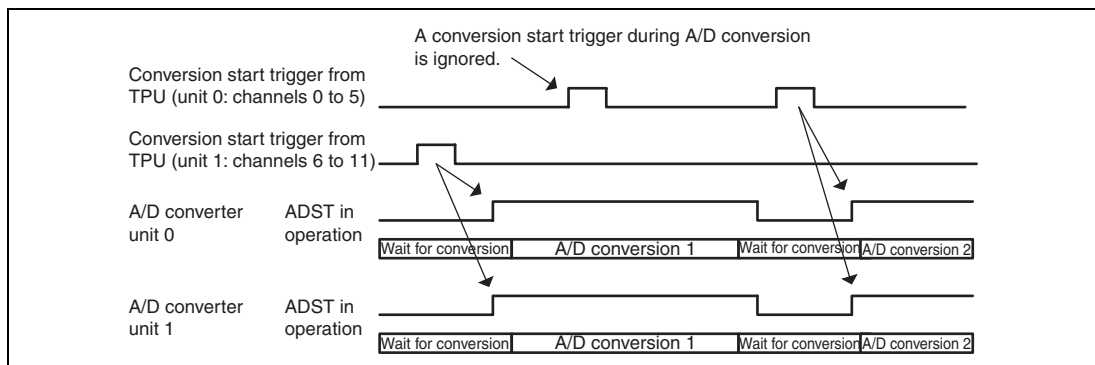 A conversion start trigger during A/D conversion
is ignored.
Conversion start trigger from
TPU (unit 0: channels 0 to 5)
Conversion start trigger from
TPU (unit 1: channels 6 to 11)
A/D converter
unit 0
ADST in
operation
Wait for conversion A/D conversion 1 Wait for conversion A/D conversion 2
A/D converter
unit 1
ADST in
operation
Wait for conversion A/D conversion 1 Wait for conversion A/D conversion 2